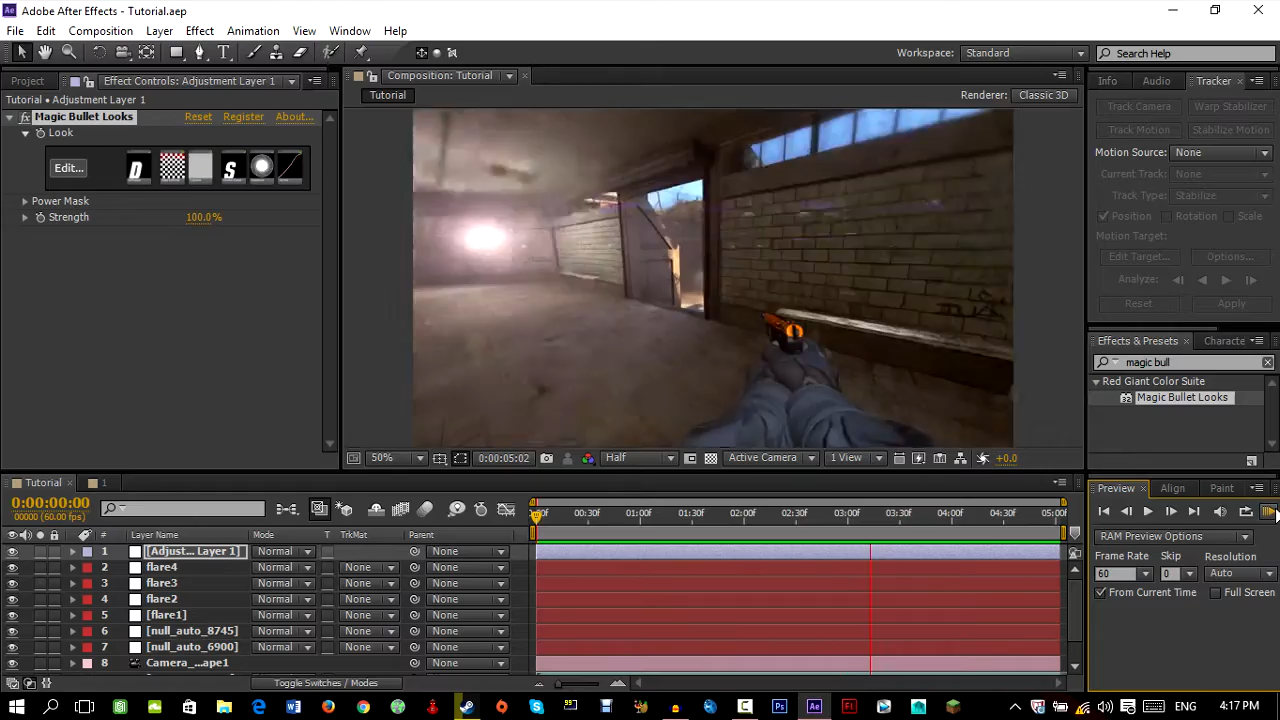 Adobe After Effects - Tutorial.aep
File Edit Composition Layer Effect Animation View Window Help
Workspace: Standard Search Help
Project Effect Controls: Adjustment Layer 1
Tutorial • Adjustment Layer 1
Magic Bullet Looks Reset Register About...
Look
Edit...
Power Mask
Strength 100.0%
Composition: Tutorial
Tutorial
Renderer: Classic 3D
50% 0:00:05:02 Half Active Camera 1 View +0.0
Info Audio Tracker
Track Camera Warp Stabilizer
Track Motion Stabilize Motion
Motion Source: None
Current Track: None
Track Type: Stabilize
Position Rotation Scale
Motion Target:
Edit Target... Options...
Analyze:
Reset Apply
Effects & Presets Characte
magic bull
Red Giant Color Suite
Magic Bullet Looks
Preview Align Paint
RAM Preview Options
Frame Rate Skip Resolution
60 0 Auto
From Current Time Full Screen
Tutorial 1
0:00:00:00
00000 (60.00 fps)
00:30f 01:00f 01:30f 02:00f 02:30f 03:00f 03:30f 04:00f 04:30f 05:00f
# Layer Name Mode T TrkMat Parent
1 [Adjust... Layer 1] Normal None
2 flare4 Normal None None
3 flare3 Normal None None
4 flare2 Normal None None
5 [flare1] Normal None None
6 [null_auto_8745] Normal None None
7 [null_auto_6900] Normal None None
8 Camera_...ape1 Normal None None
Toggle Switches / Modes
ENG 4:17 PM